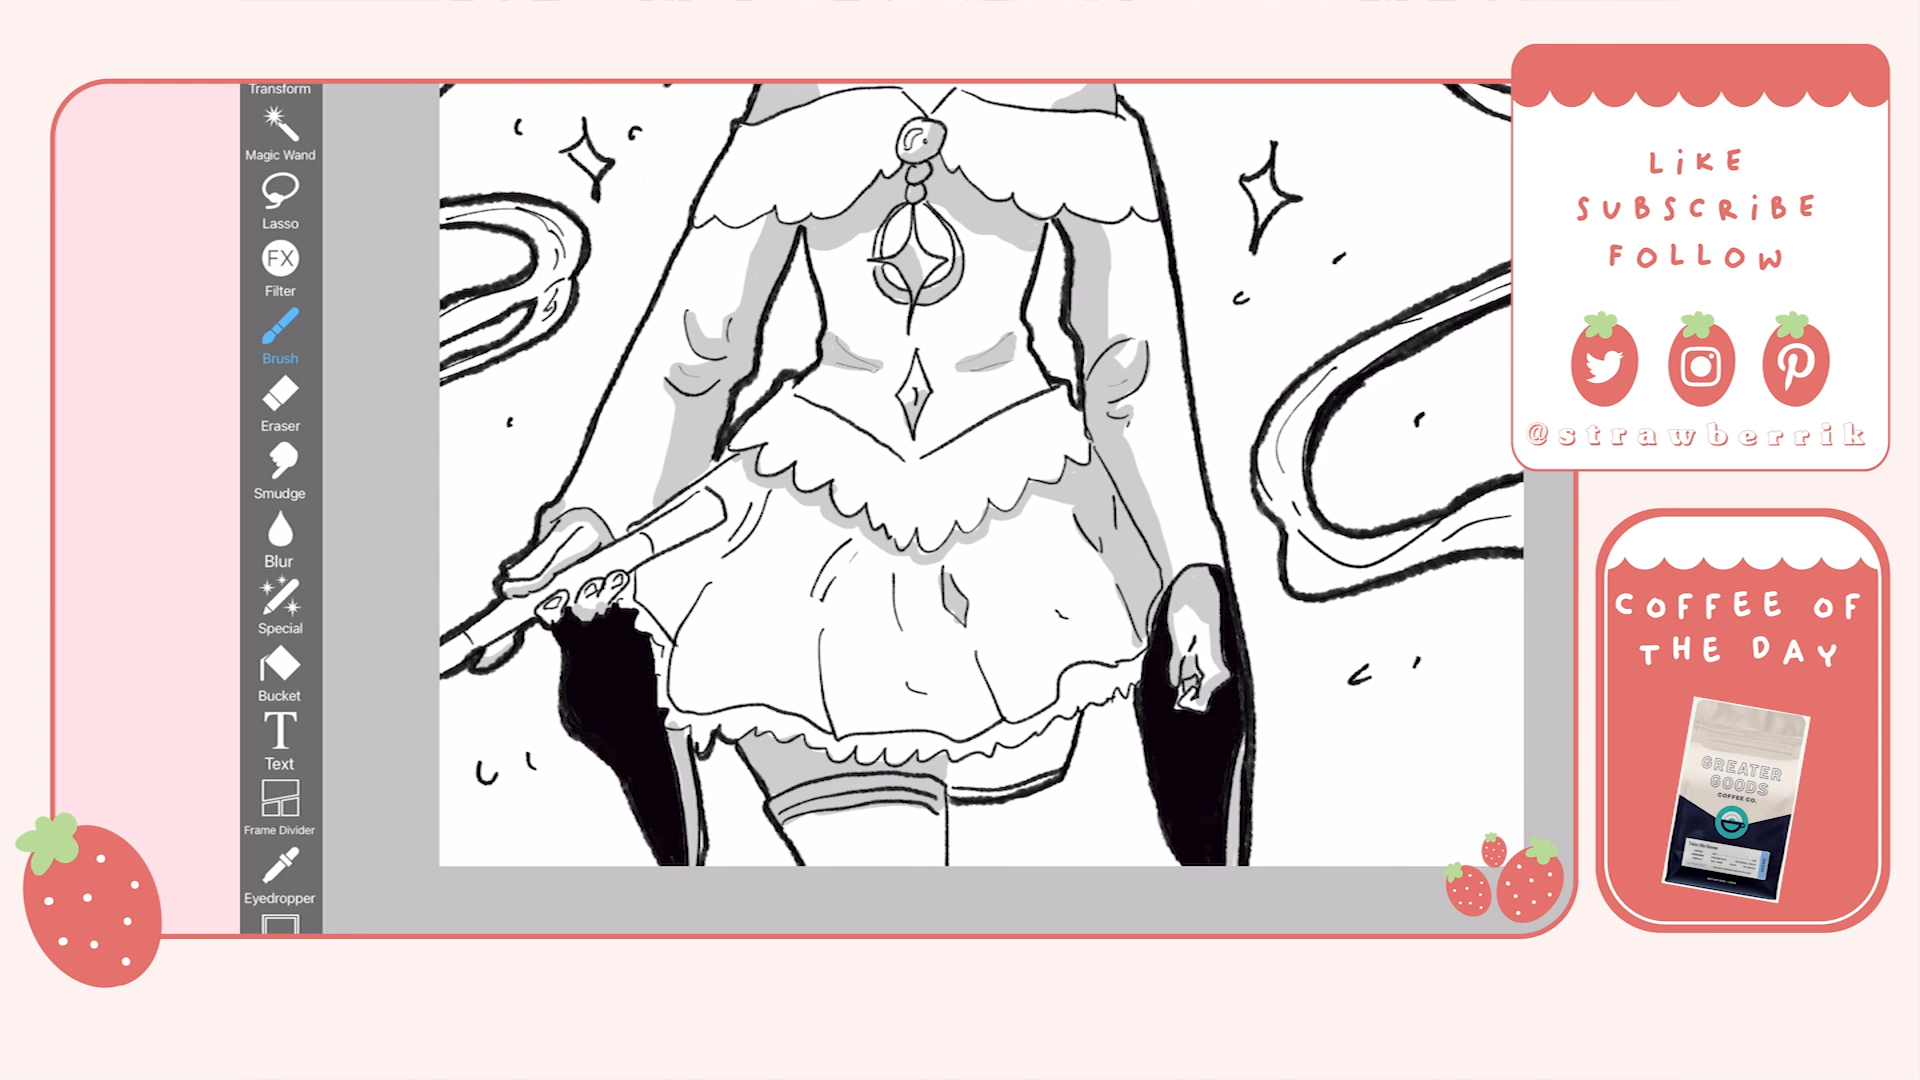 Transform
Magic Wand
Lasso
FX
Filter
Brush
Eraser
Smudge
Blur
Special
Bucket
T
Text
Frame Divider
Eyedropper
LiKE
SUBSCRiBE
FOLLOW
@strawberrik
COFFEE OF
THE DAY
GREATER
GOODS
COFFEE CO.